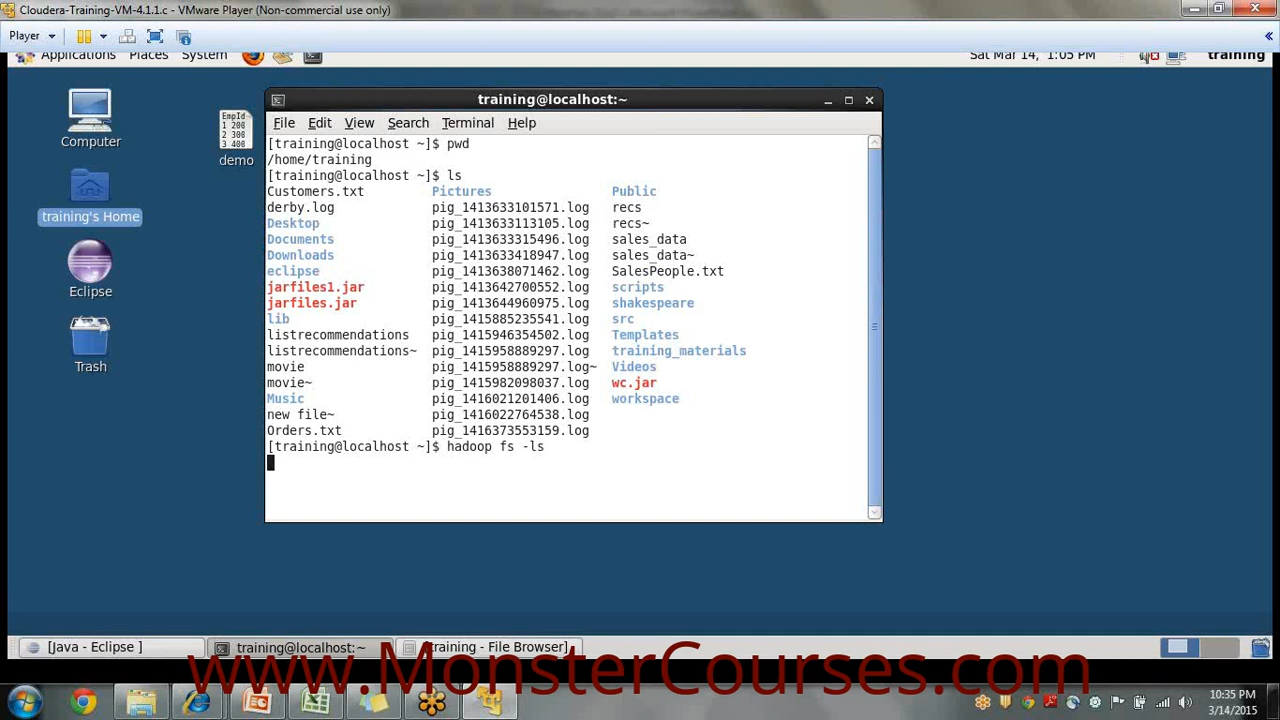 Cloudera-Training-VM-4.1.1.c - VMware Player (Non-commercial use only)
Player
Applications Places System
Sat Mar 14, 1:05 PM training
Computer
training's Home
Eclipse
Trash
EmpId
1 200
2 300
3 400
demo
training@localhost:~
File Edit View Search Terminal Help
[training@localhost ~]$ pwd
/home/training
[training@localhost ~]$ ls
Customers.txt Pictures Public
derby.log pig_1413633101571.log recs
Desktop pig_1413633113105.log recs~
Documents pig_1413633315496.log sales_data
Downloads pig_1413633418947.log sales_data~
eclipse pig_1413638071462.log SalesPeople.txt
jarfiles1.jar pig_1413642700552.log scripts
jarfiles.jar pig_1413644960975.log shakespeare
lib pig_1415885235541.log src
listrecommendations pig_1415946354502.log Templates
listrecommendations~ pig_1415958889297.log training_materials
movie pig_1415958889297.log~ Videos
movie~ pig_1415982098037.log wc.jar
Music pig_1416021201406.log workspace
new file~ pig_1416022764538.log
Orders.txt pig_1416373553159.log
[training@localhost ~]$ hadoop fs -ls
[Java - Eclipse ] training@localhost:~ training - File Browser]
www.MonsterCourses.com
10:35 PM
3/14/2015